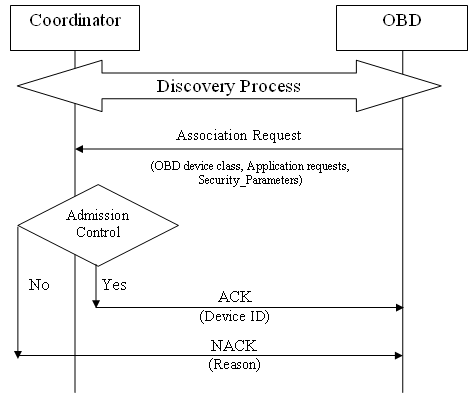 Coordinator
OBD
Discovery Process
Association Request
(OBD device class, Application requests,
Security_Parameters)
Admission
Control
No
Yes
ACK
(Device ID)
NACK
(Reason)